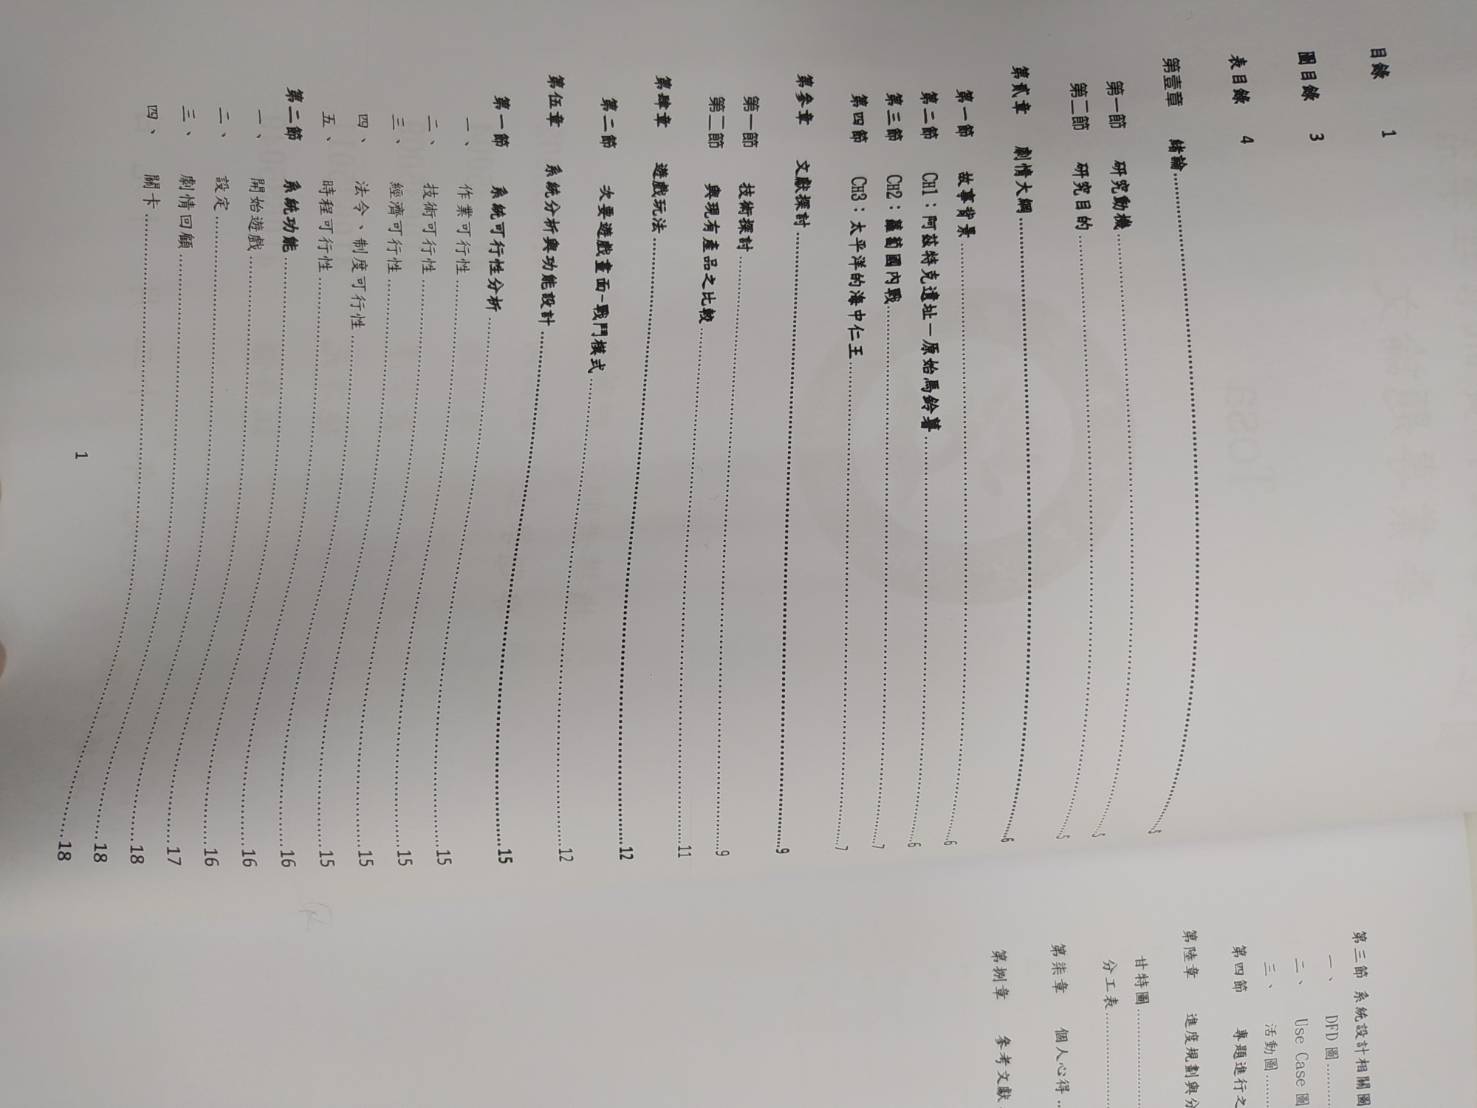 目錄 1
圖目錄 3
表目錄 4
第壹章 緒論.....5
第一節 研究動機.....5
第二節 研究目的.....5
第貳章 劇情大綱.....6
第一節 故事背景.....6
第二節 CH1：阿茲特克遺址－原始馬鈴薯.....6
第三節 CH2：蘿蔔國內戰.....7
第四節 CH3：太平洋的海中仁王.....7
第參章 文獻探討.....9
第一節 技術探討.....9
第二節 與現有產品之比較.....11
第肆章 遊戲玩法.....12
第二節 次要遊戲畫面-戰鬥模式.....12
第伍章 系統分析與功能設計.....15
第一節 系統可行性分析.....15
一、 作業可行性.....15
二、 技術可行性.....15
三、 經濟可行性.....15
四、 法令、制度可行性.....16
五、 時程可行性.....16
第二節 系統功能.....16
一、 開始遊戲.....17
二、 設定.....18
三、 劇情回顧.....18
四、 關卡.....18
1
第三節 系統設計相關圖
一、 DFD 圖.....
二、 Use Case 圖
三、 活動圖.....
第四節 專題進行之
第陸章 進度規劃與分
甘特圖.....
分工表.....
第柒章 個人心得..
第捌章 參考文獻.